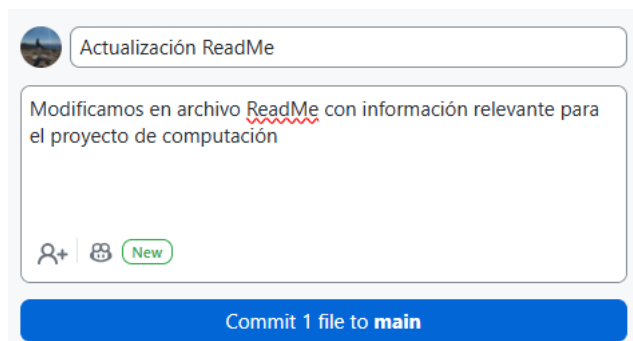 Actualización ReadMe
Modificamos en archivo ReadMe con información relevante para
el proyecto de computación
New
Commit 1 file to main